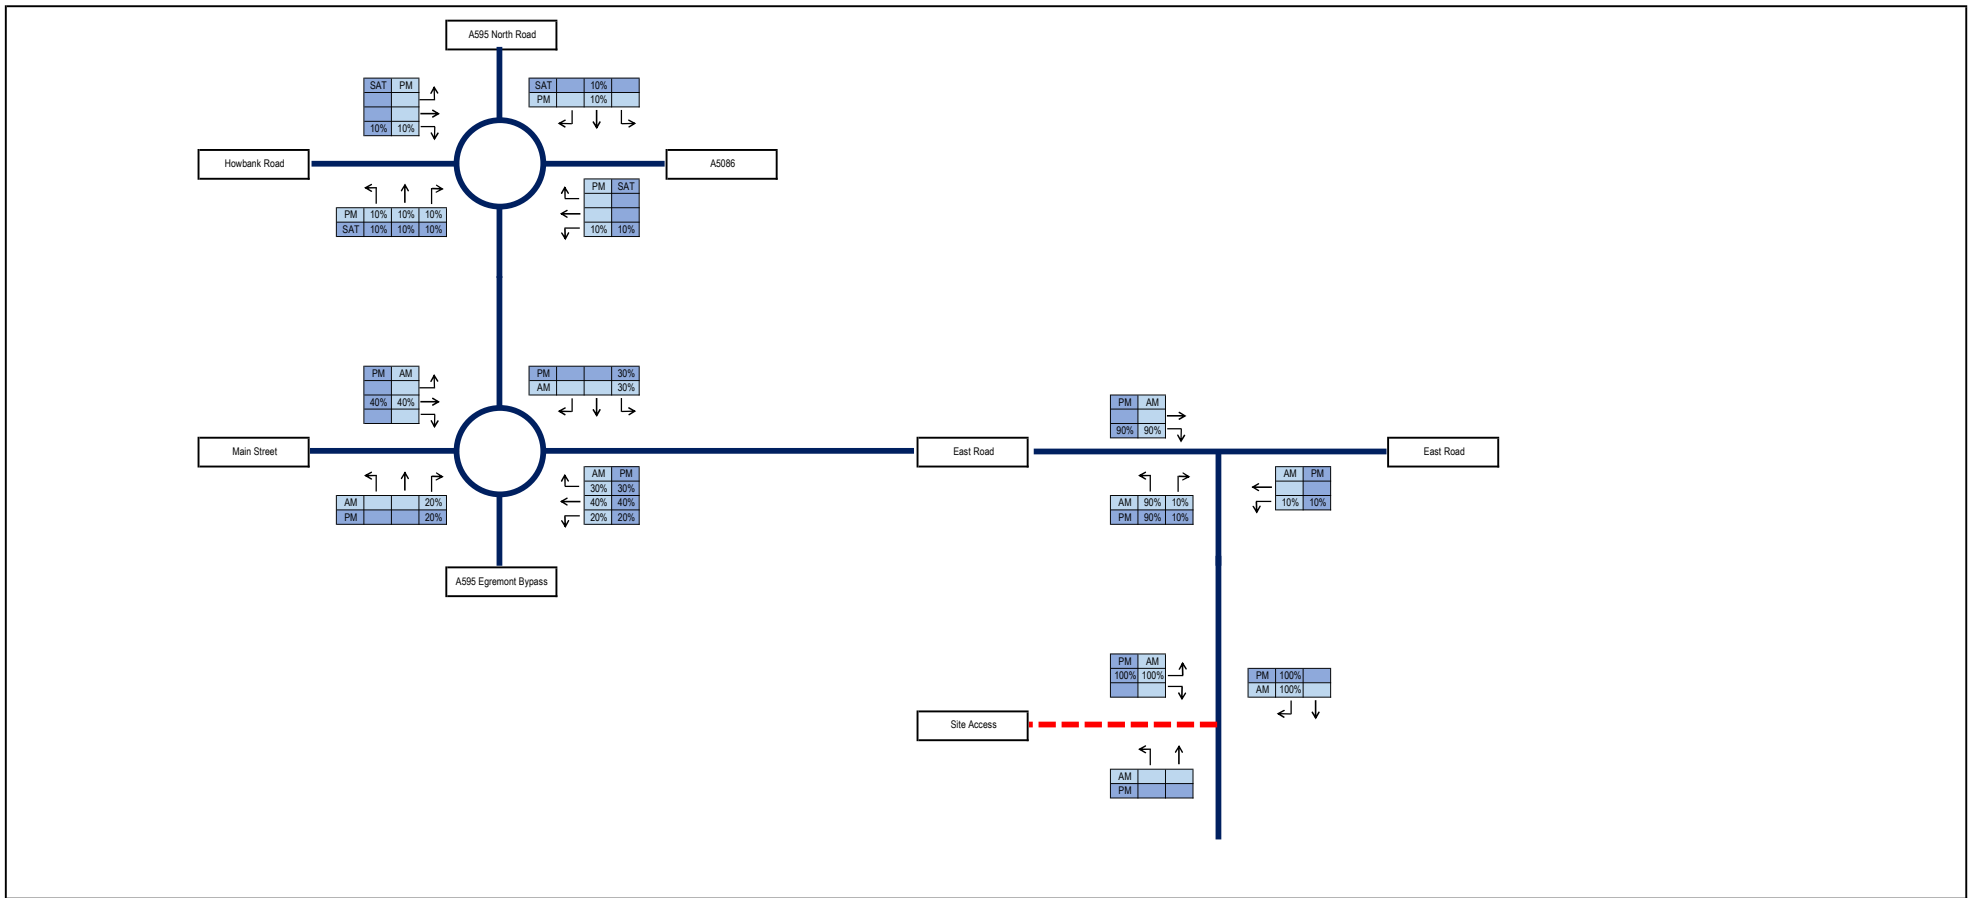 A595 North Road
SAT PM
10% 10%
SAT 10%
PM 10%
Howbank Road
A5086
PM 10% 10% 10%
SAT 10% 10% 10%
PM SAT
10% 10%
PM AM
40% 40%
PM 30%
AM 30%
Main Street
East Road
AM 20%
PM 20%
AM PM
30% 30%
40% 40%
20% 20%
A595 Egremont Bypass
PM AM
90% 90%
East Road
AM 90% 10%
PM 90% 10%
AM PM
10% 10%
PM AM
100% 100%
PM 100%
AM 100%
Site Access
AM
PM